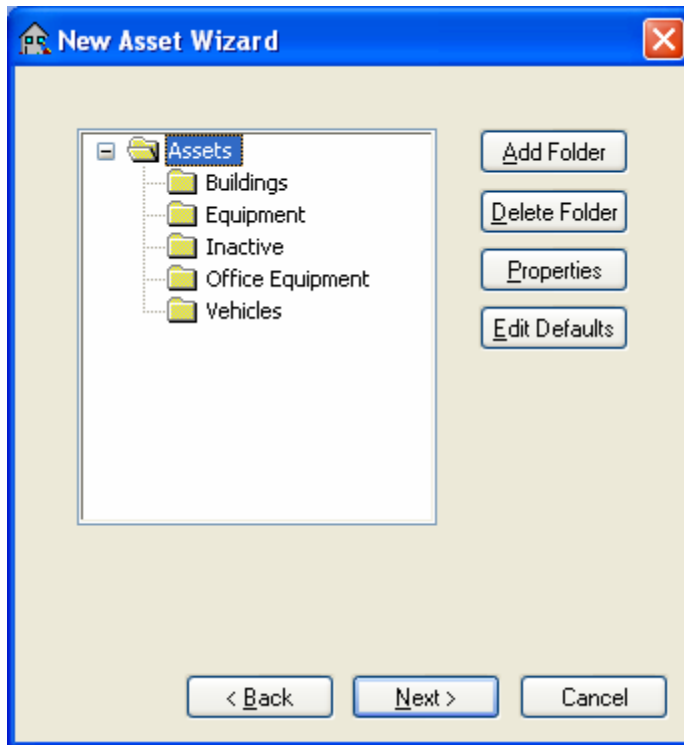 New Asset Wizard
Assets
Buildings
Equipment
Inactive
Office Equipment
Vehicles
Add Folder
Delete Folder
Properties
Edit Defaults
< Back
Next >
Cancel